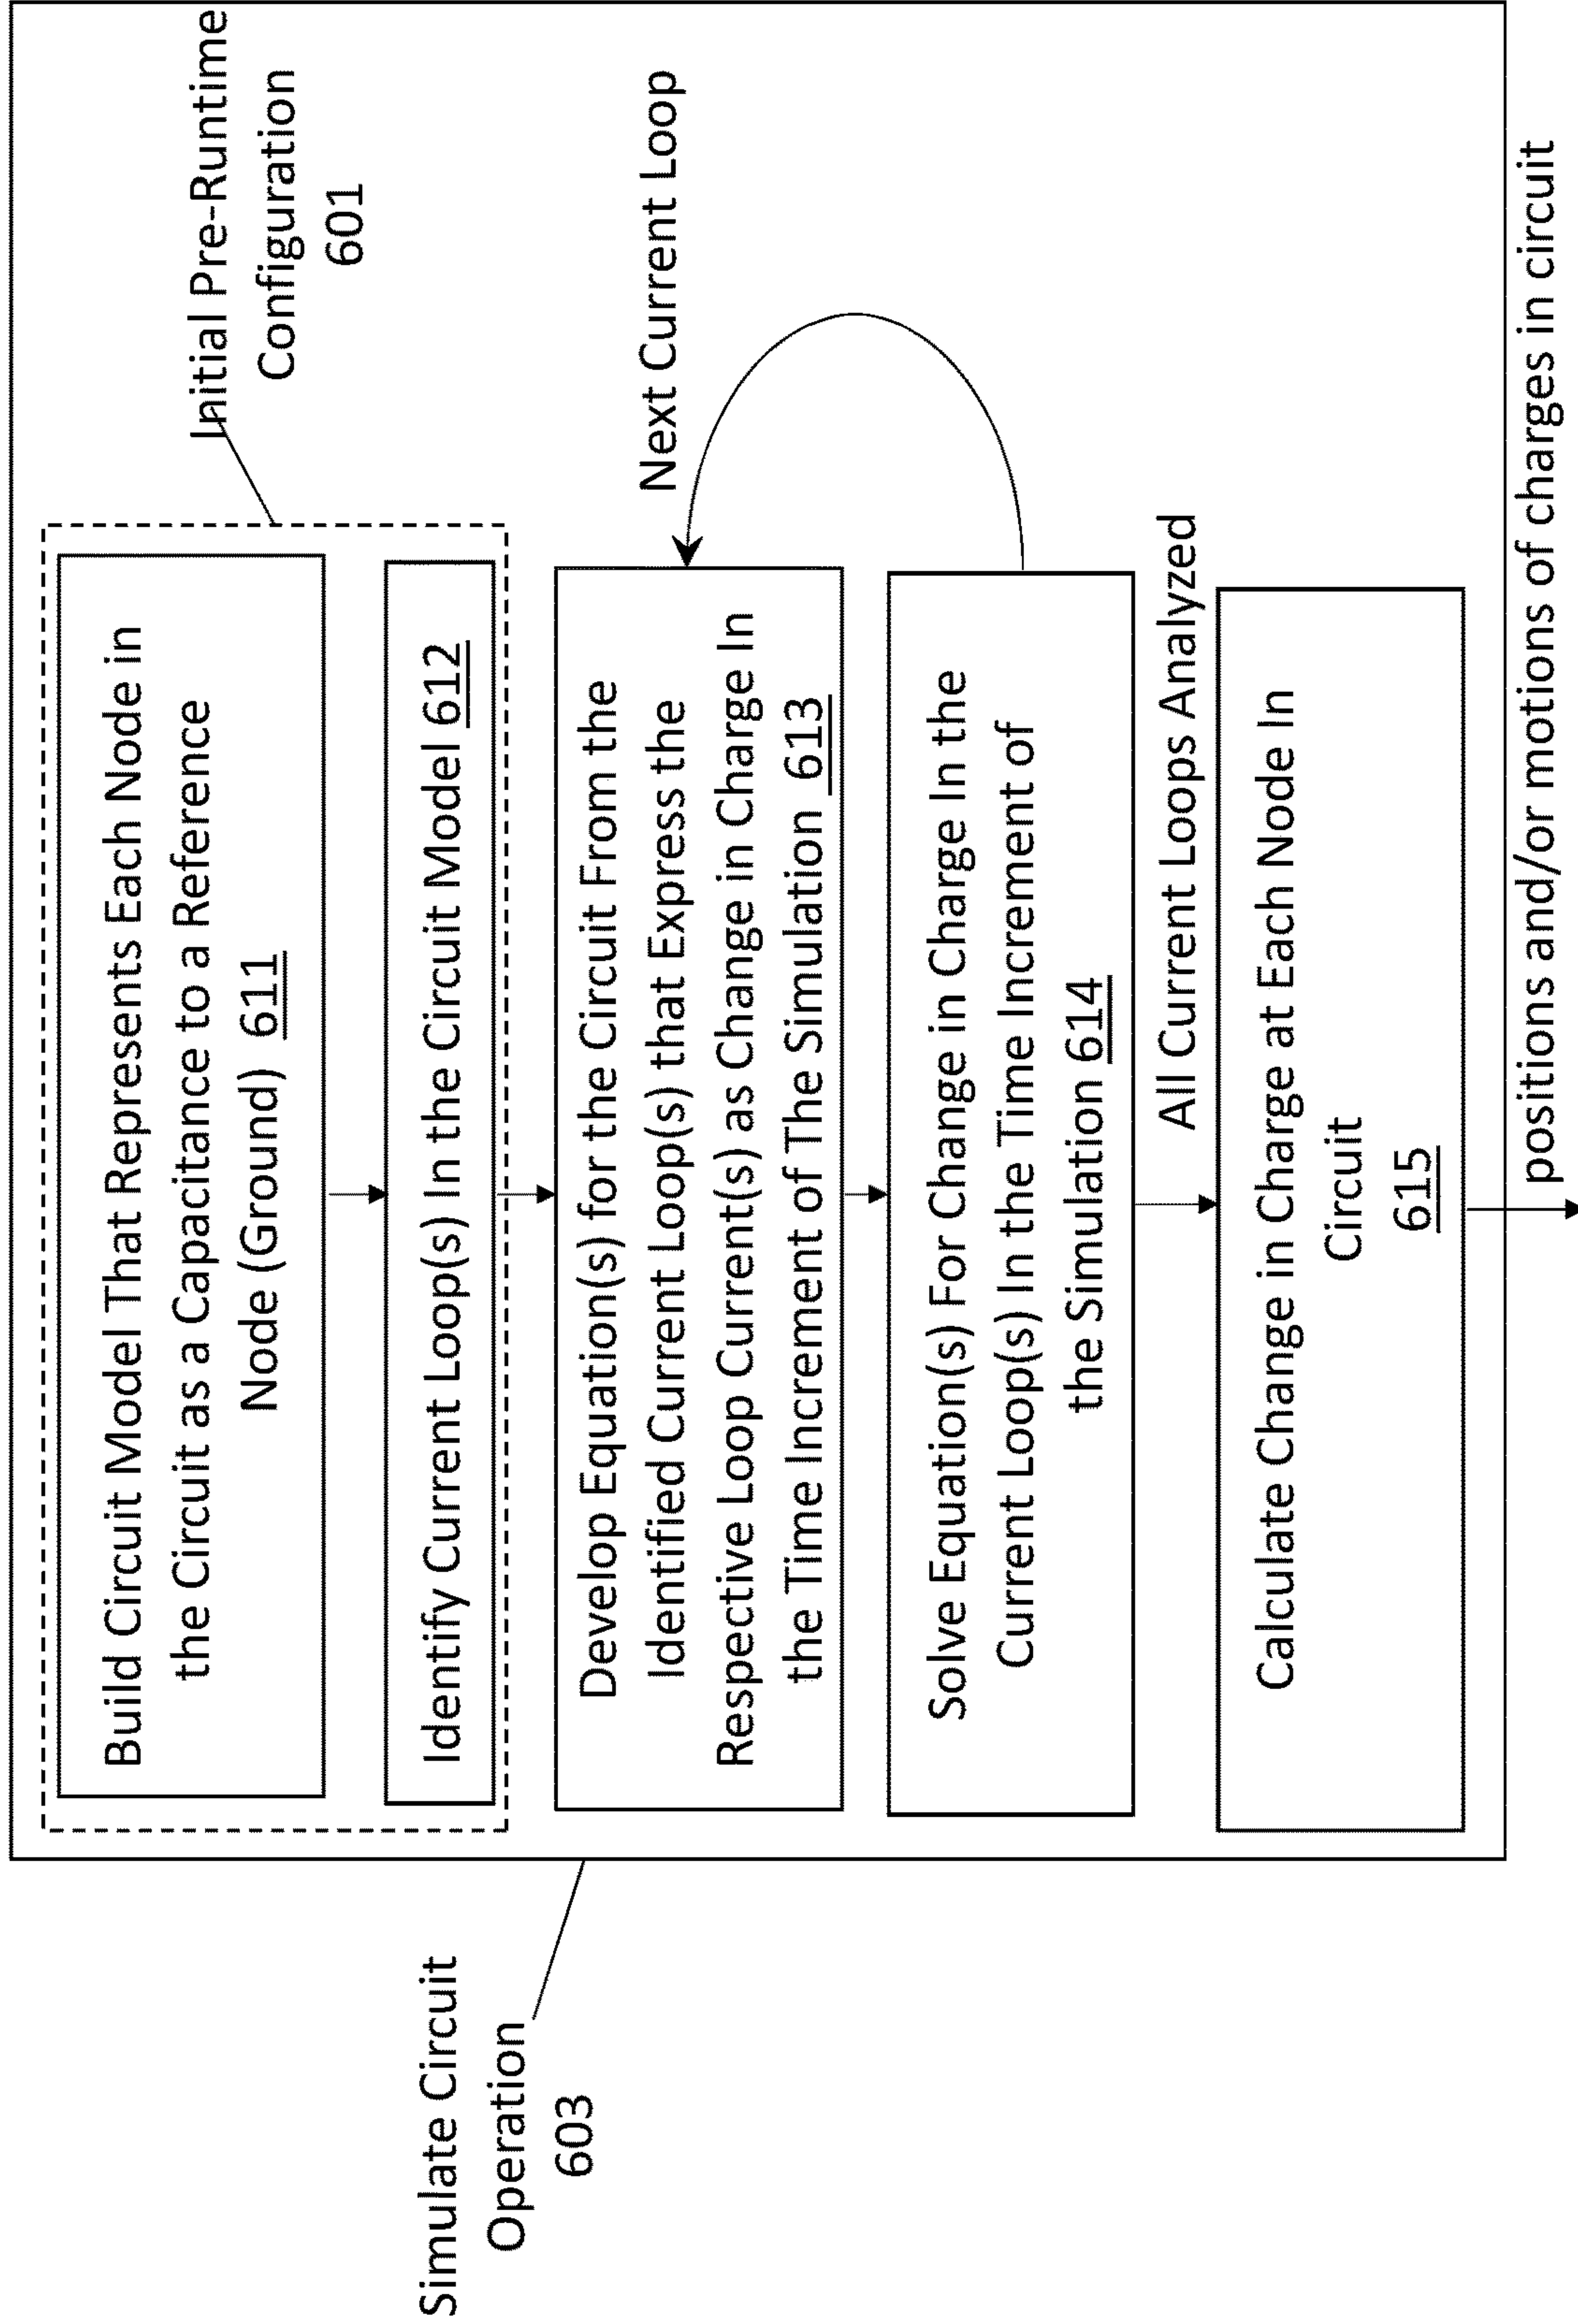 Simulate Circuit
Operation
603
Initial Pre-Runtime
Configuration
601
Build Circuit Model That Represents Each Node in
the Circuit as a Capacitance to a Reference
Node (Ground) 611
Identify Current Loop(s) In the Circuit Model 612
Develop Equation(s) for the Circuit From the
Identified Current Loop(s) that Express the
Respective Loop Current(s) as Change in Charge In
the Time Increment of The Simulation 613
Next Current Loop
Solve Equation(s) For Change in Charge In the
Current Loop(s) In the Time Increment of
the Simulation 614
All Current Loops Analyzed
Calculate Change in Charge at Each Node In
Circuit
615
positions and/or motions of charges in circuit